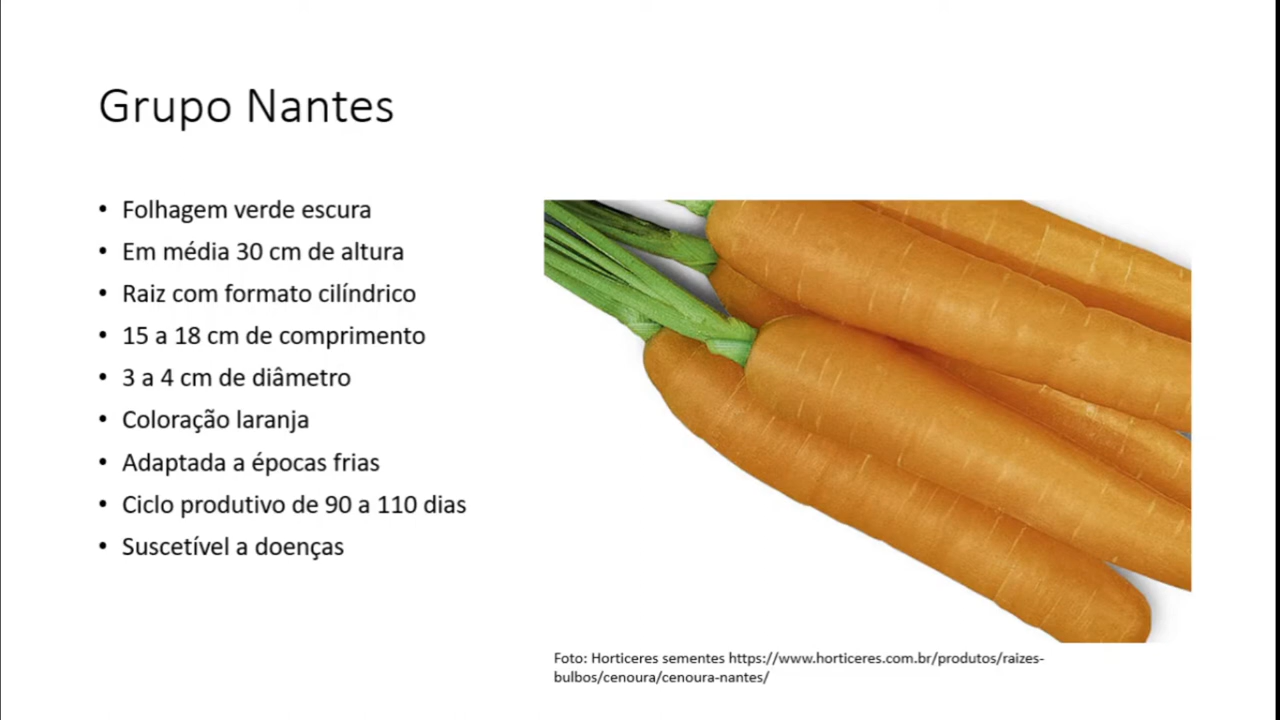 Grupo Nantes
• Folhagem verde escura
• Em média 30 cm de altura
• Raiz com formato cilíndrico
• 15 a 18 cm de comprimento
• 3 a 4 cm de diâmetro
• Coloração laranja
• Adaptada a épocas frias
• Ciclo produtivo de 90 a 110 dias
• Suscetível a doenças
Foto: Horticeres sementes https://www.horticeres.com.br/produtos/raizes-
bulbos/cenoura/cenoura-nantes/